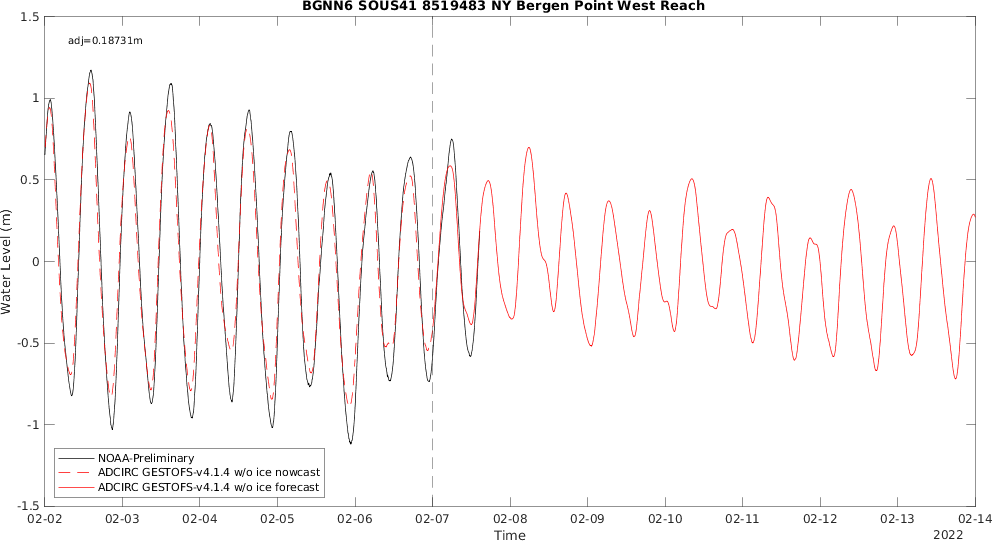 BGNN6 SOUS41 8519483 NY Bergen Point West Reach
1.5
adj=0.18731m
1
0.5
0
-0.5
-1
-1.5
Water Level (m)
NOAA-Preliminary
ADCIRC GESTOFS-v4.1.4 w/o ice nowcast
ADCIRC GESTOFS-v4.1.4 w/o ice forecast
02-02 02-03 02-04 02-05 02-06 02-07 02-08 02-09 02-10 02-11 02-12 02-13 02-14
Time
2022